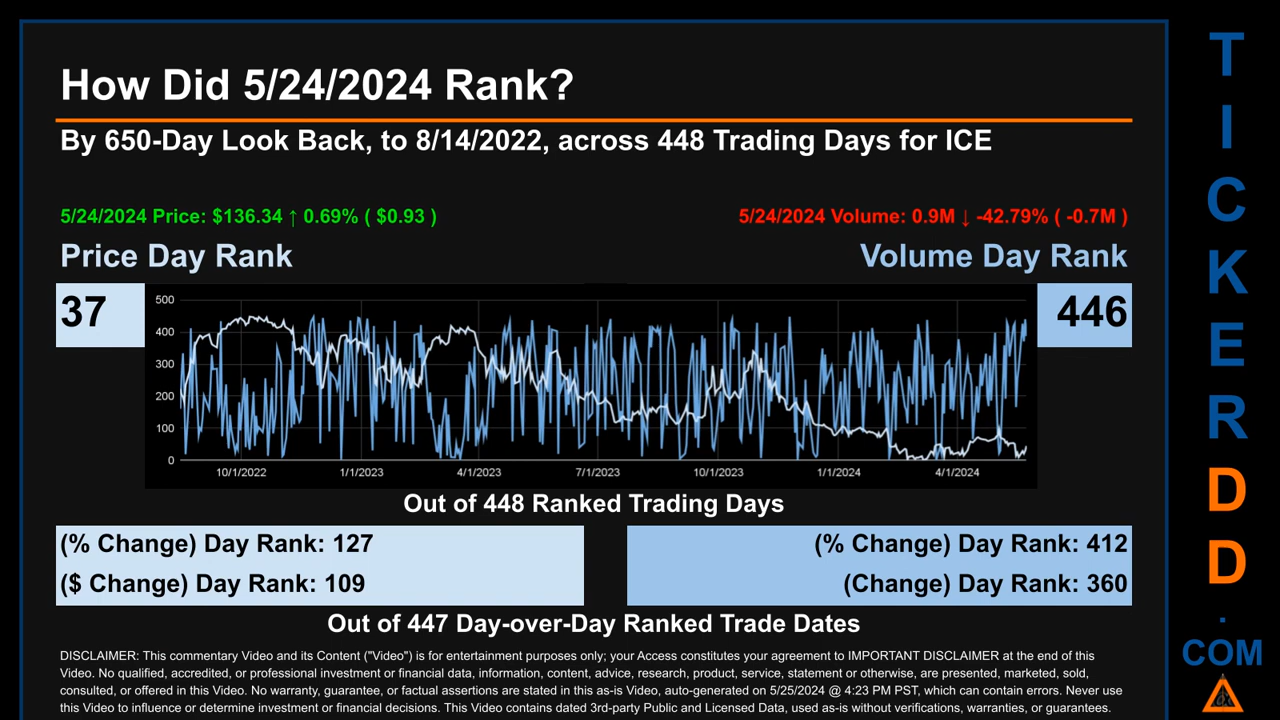 How Did 5/24/2024 Rank?
By 650-Day Look Back, to 8/14/2022, across 448 Trading Days for ICE
5/24/2024 Price: $136.34 ↑ 0.69% ( $0.93 )
5/24/2024 Volume: 0.9M ↓ -42.79% ( -0.7M )
Price Day Rank
Volume Day Rank
37
446
500
400
300
200
100
0
10/1/2022 1/1/2023 4/1/2023 7/1/2023 10/1/2023 1/1/2024 4/1/2024
Out of 448 Ranked Trading Days
(% Change) Day Rank: 127
($ Change) Day Rank: 109
(% Change) Day Rank: 412
(Change) Day Rank: 360
Out of 447 Day-over-Day Ranked Trade Dates
DISCLAIMER: This commentary Video and its Content ("Video") is for entertainment purposes only; your Access constitutes your agreement to IMPORTANT DISCLAIMER at the end of this
Video. No qualified, accredited, or professional investment or financial data, information, content, advice, research, product, service, statement or otherwise, are presented, marketed, sold,
consulted, or offered in this Video. No warranty, guarantee, or factual assertions are stated in this as-is Video, auto-generated on 5/25/2024 @ 4:23 PM PST, which can contain errors. Never use
this Video to influence or determine investment or financial decisions. This Video contains dated 3rd-party Public and Licensed Data, used as-is without verifications, warranties, or guarantees.
T
I
C
K
E
R
D
D
.
COM